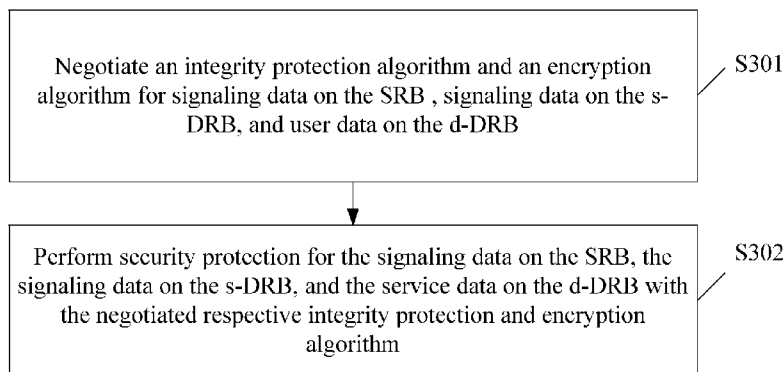 Negotiate an integrity protection algorithm and an encryption
algorithm for signaling data on the SRB , signaling data on the s-
DRB, and user data on the d-DRB
S301
Perform security protection for the signaling data on the SRB, the
signaling data on the s-DRB, and the service data on the d-DRB with
the negotiated respective integrity protection and encryption
algorithm
S302